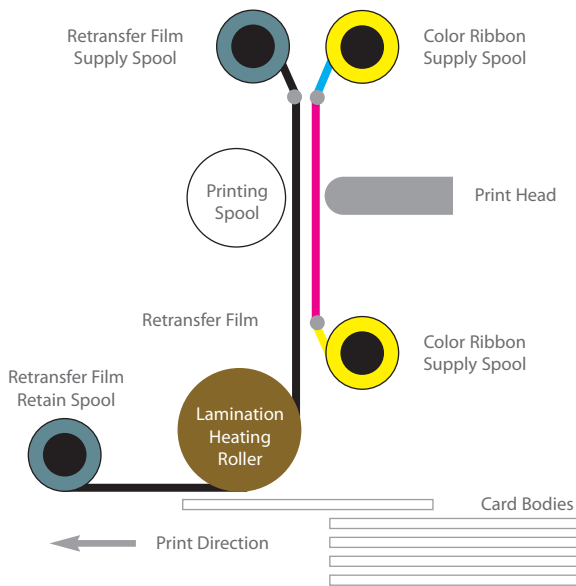 Retransfer Film
Supply Spool
Color Ribbon
Supply Spool
Printing
Spool
Print Head
Retransfer Film
Color Ribbon
Supply Spool
Retransfer Film
Retain Spool
Lamination
Heating
Roller
Card Bodies
Print Direction